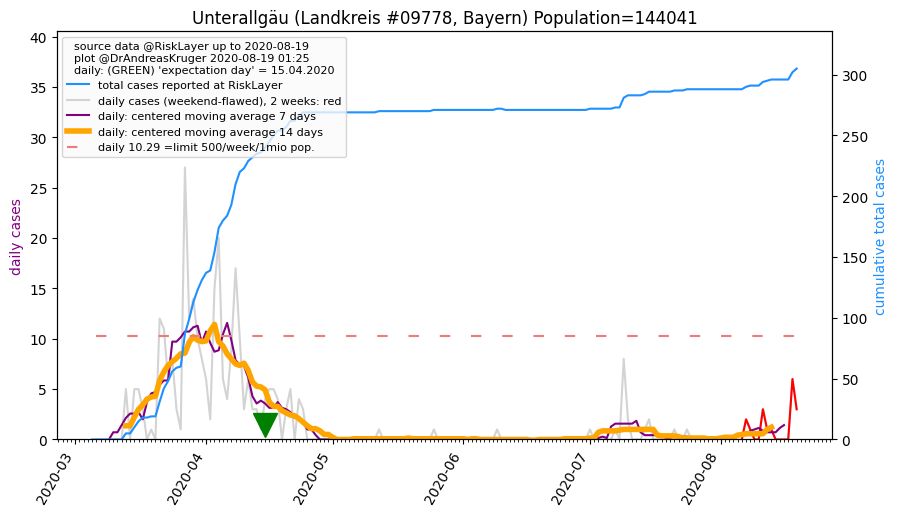 Unterallgäu (Landkreis #09778, Bayern) Population=144041
source data @RiskLayer up to 2020-08-19
plot @DrAndreasKruger 2020-08-19 01:25
daily: (GREEN) 'expectation day' = 15.04.2020
total cases reported at RiskLayer
daily cases (weekend-flawed), 2 weeks: red
daily: centered moving average 7 days
daily: centered moving average 14 days
daily 10.29 =limit 500/week/1mio pop.
daily cases
40
35
30
25
20
15
10
5
0
cumulative total cases
300
250
200
150
100
50
0
2020-03
2020-04
2020-05
2020-06
2020-07
2020-08